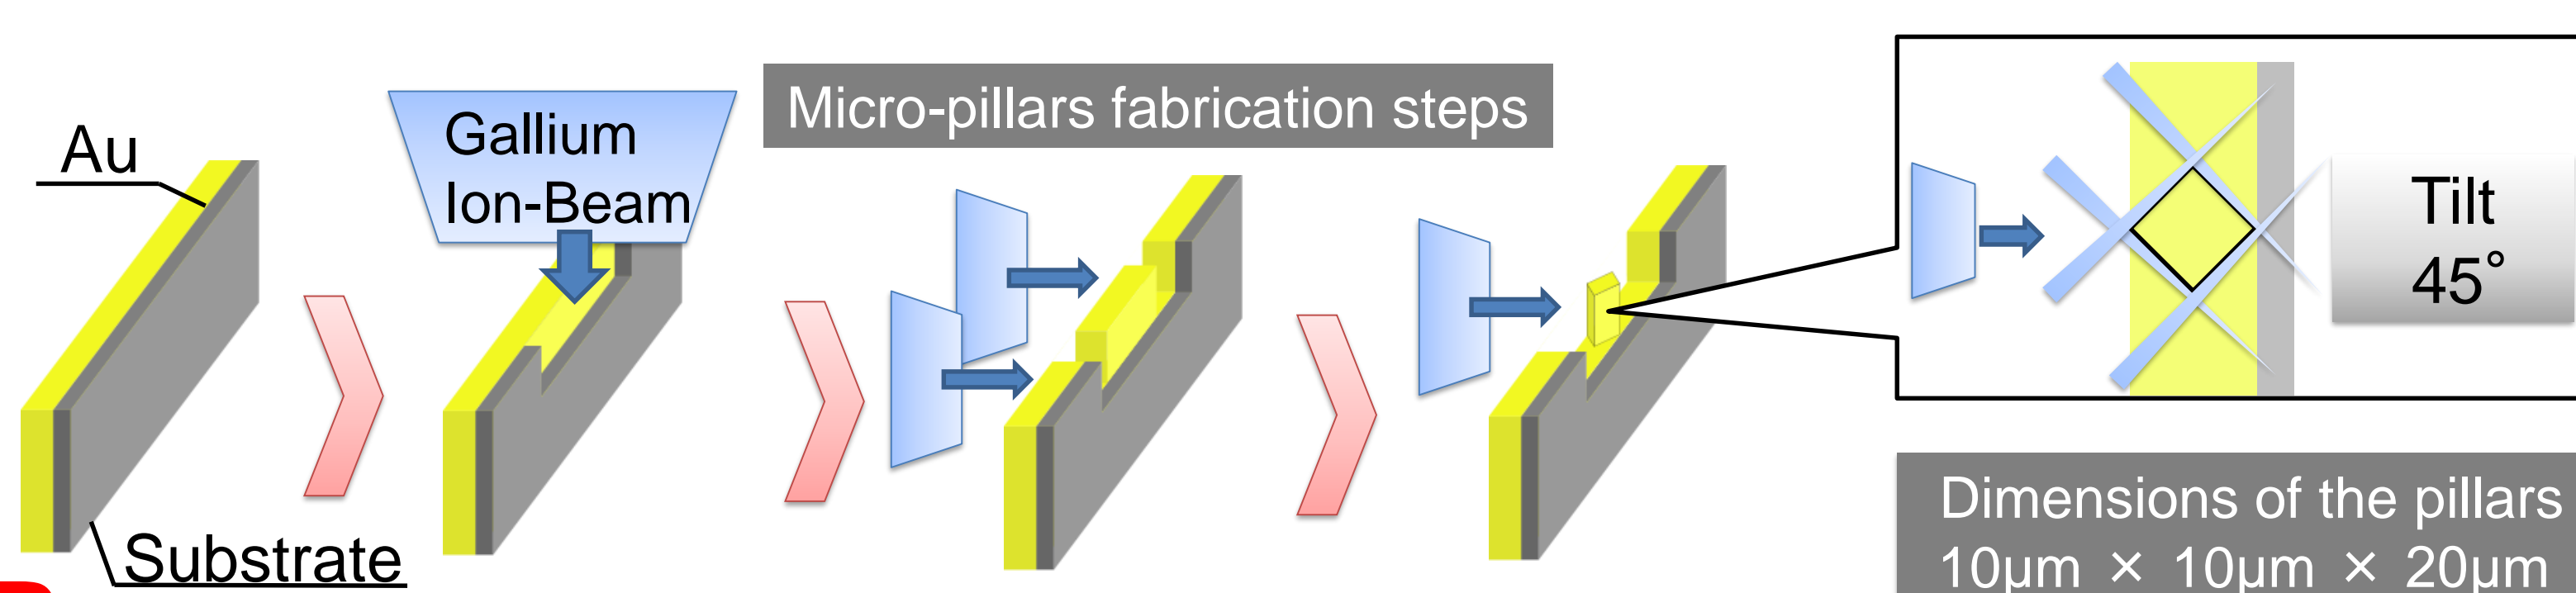 Micro-pillars fabrication steps
Au
Substrate
Gallium
Ion-Beam
Tilt
45°
Dimensions of the pillars
10μm × 10μm × 20μm